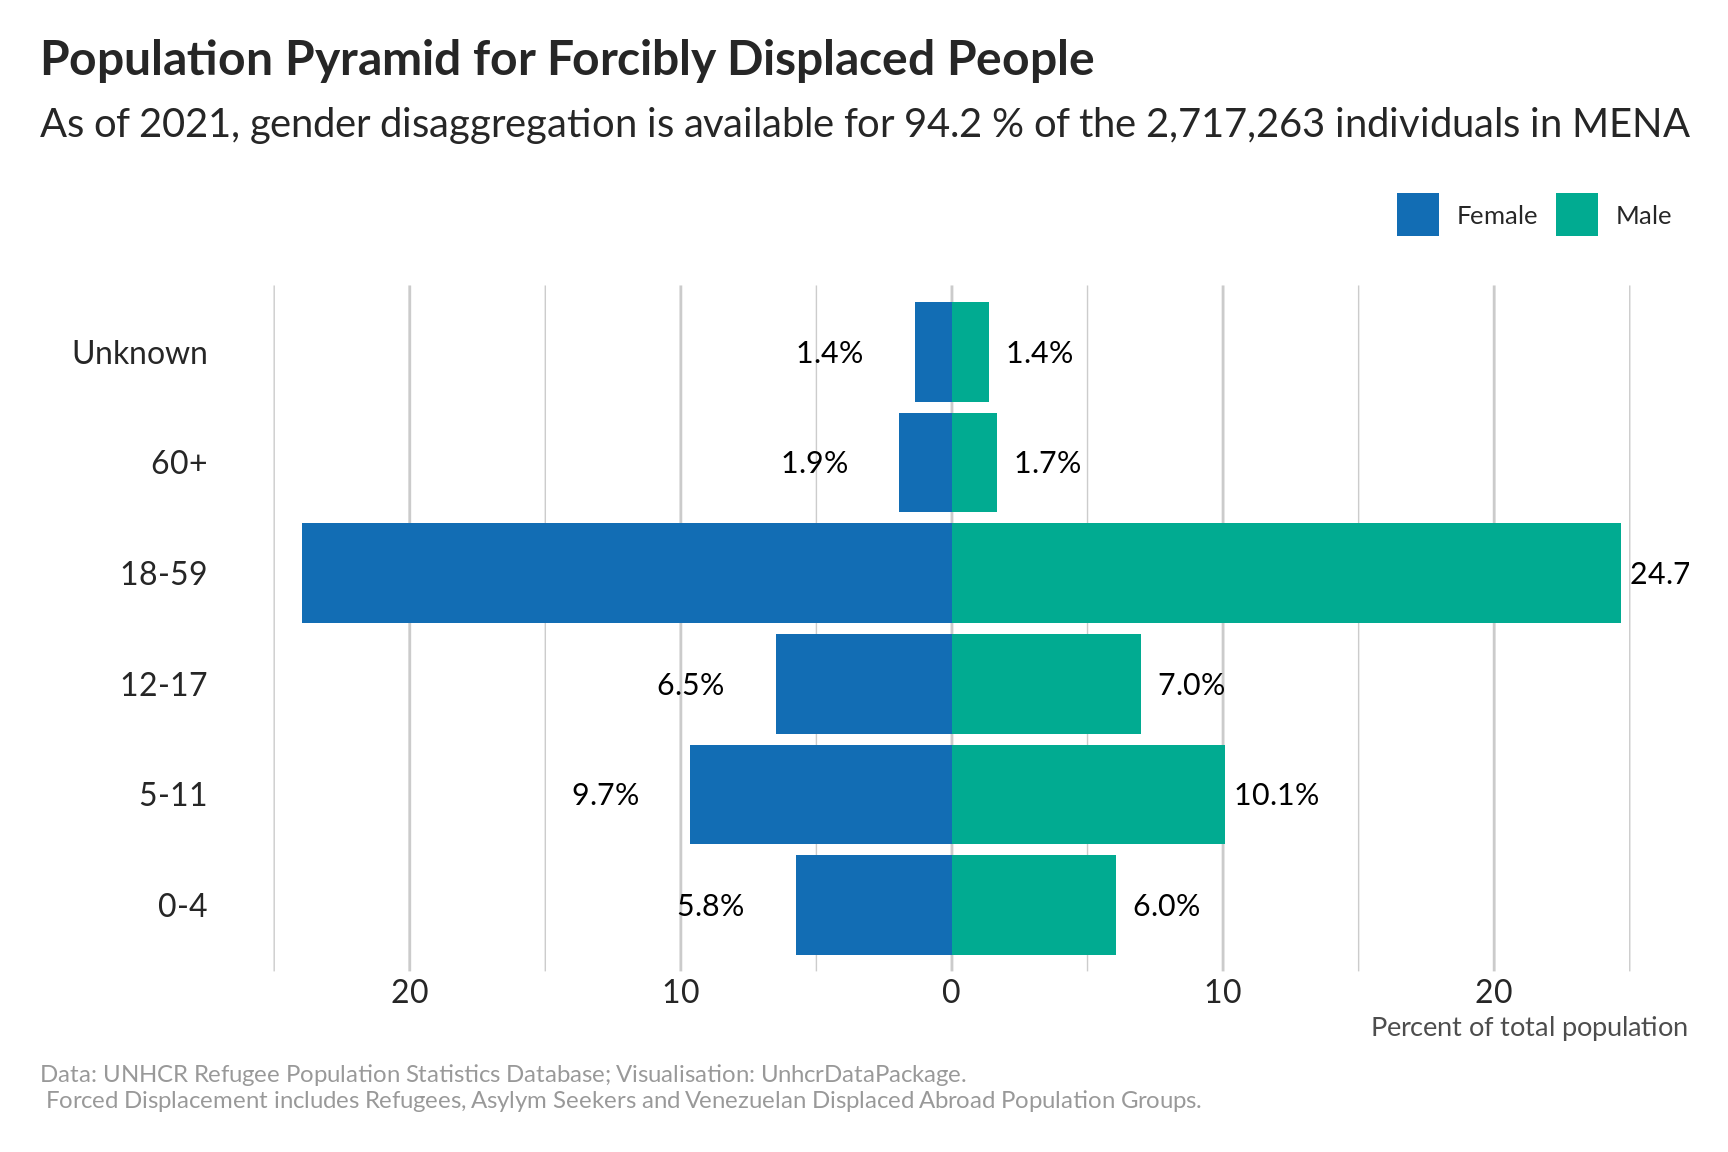 Population Pyramid for Forcibly Displaced People
As of 2021, gender disaggregation is available for 94.2 % of the 2,717,263 individuals in MENA
Female Male
Unknown 1.4% 1.4%
60+ 1.9% 1.7%
18-59 24.7
12-17 6.5% 7.0%
5-11 9.7% 10.1%
0-4 5.8% 6.0%
20 10 0 10 20
Percent of total population
Data: UNHCR Refugee Population Statistics Database; Visualisation: UnhcrDataPackage.
Forced Displacement includes Refugees, Asylym Seekers and Venezuelan Displaced Abroad Population Groups.